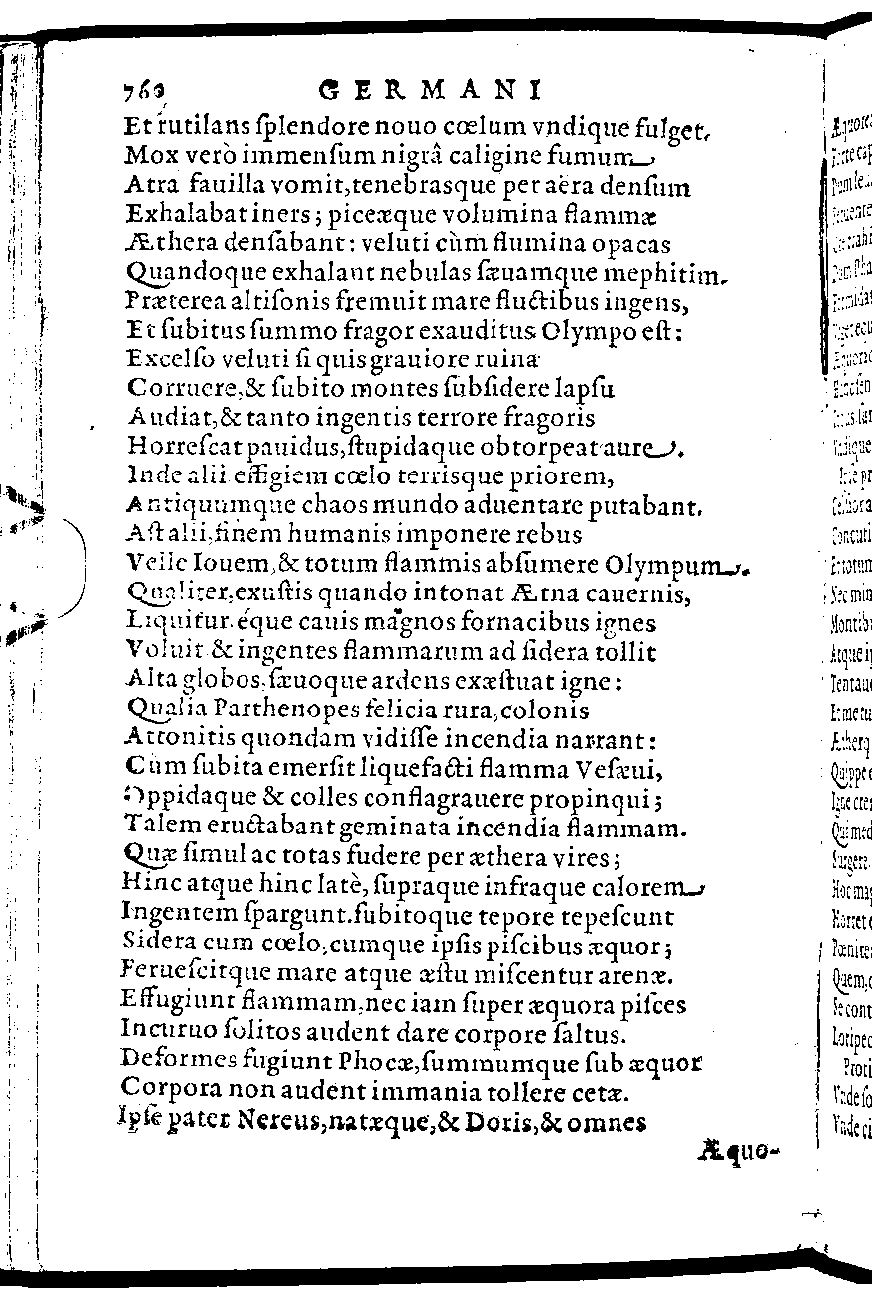 760 GERMANI
Et rutilans ſplendore nouo cœlum vndique fulget,
Mox verò immenſum nigrâ caligine fumum
Atra fauilla vomit, tenebrasque per aëra denſum
Exhalabat iners; piceæque volumina flammæ
Æthera denſabant: veluti cùm flumina opacas
Quandoque exhalant nebulas ſæuamque mephitim.
Præterea altiſonis fremuit mare fluctibus ingens,
Et ſubitus ſummo fragor exauditus Olympo eſt:
Excelſo veluti ſi quis grauiore ruina
Corruere, & ſubito montes ſubſidere lapſu
Audiat, & tanto ingentis terrore fragoris
Horreſcat pauidus, ſtupidaque obtorpeat aure.
Inde alii effigiem cœlo terrisque priorem,
Antiquumque chaos mundo aduentare putabant.
Aſt alii, finem humanis imponere rebus
Velle Iouem, & totum flammis abſumere Olympum.
Qualiter, exuſtis quando intonat Ætna cauernis,
Liquitur, éque cauis magnos fornacibus ignes
Voluit & ingentes flammarum ad ſidera tollit
Alta globos, ſæuoque ardens exæſtuat igne:
Qualia Parthenopes felicia rura, colonis
Attonitis quondam vidiſſe incendia narrant:
Cùm ſubita emerſit liquefacti flamma Veſæui,
Oppidaque & colles conflagrauere propinqui;
Talem eructabant geminata incendia flammam.
Quæ ſimul ac totas fudere per æthera vires;
Hinc atque hinc latè, ſupraque infraque calorem
Ingentem ſpargunt, ſubitoque tepore tepeſcunt
Sidera cum cœlo, cumque ipſis piſcibus æquor;
Ferueſcitque mare atque æſtu miſcentur arenæ.
Effugiunt flammam, nec iam ſuper æquora piſces
Incuruo ſolitos audent dare corpore ſaltus.
Deformes fugiunt Phocæ, ſummumque ſub æquor
Corpora non audent immania tollere cetæ.
Ipſe pater Nereus, natæque, & Doris, & omnes
Æquo-